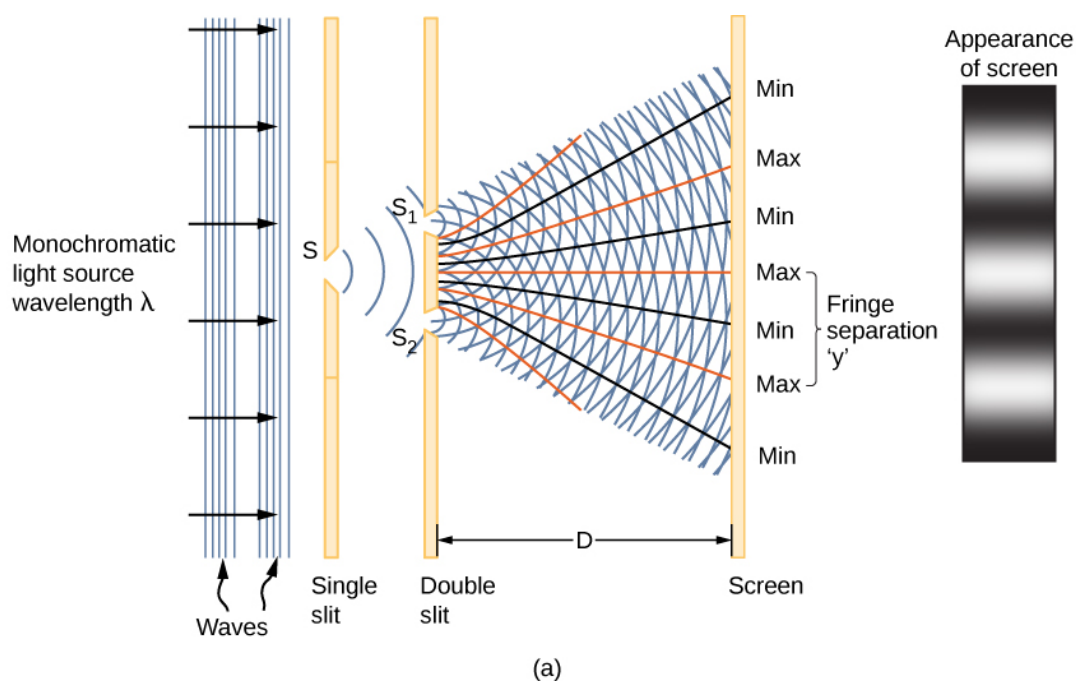 Appearance
of screen
Min
Max
S₁
Min
S
Monochromatic
light source
wavelength λ
Max
Fringe
separation
‘y’
Min
S₂
Max
Min
D
Single
slit
Double
slit
Screen
Waves
(a)